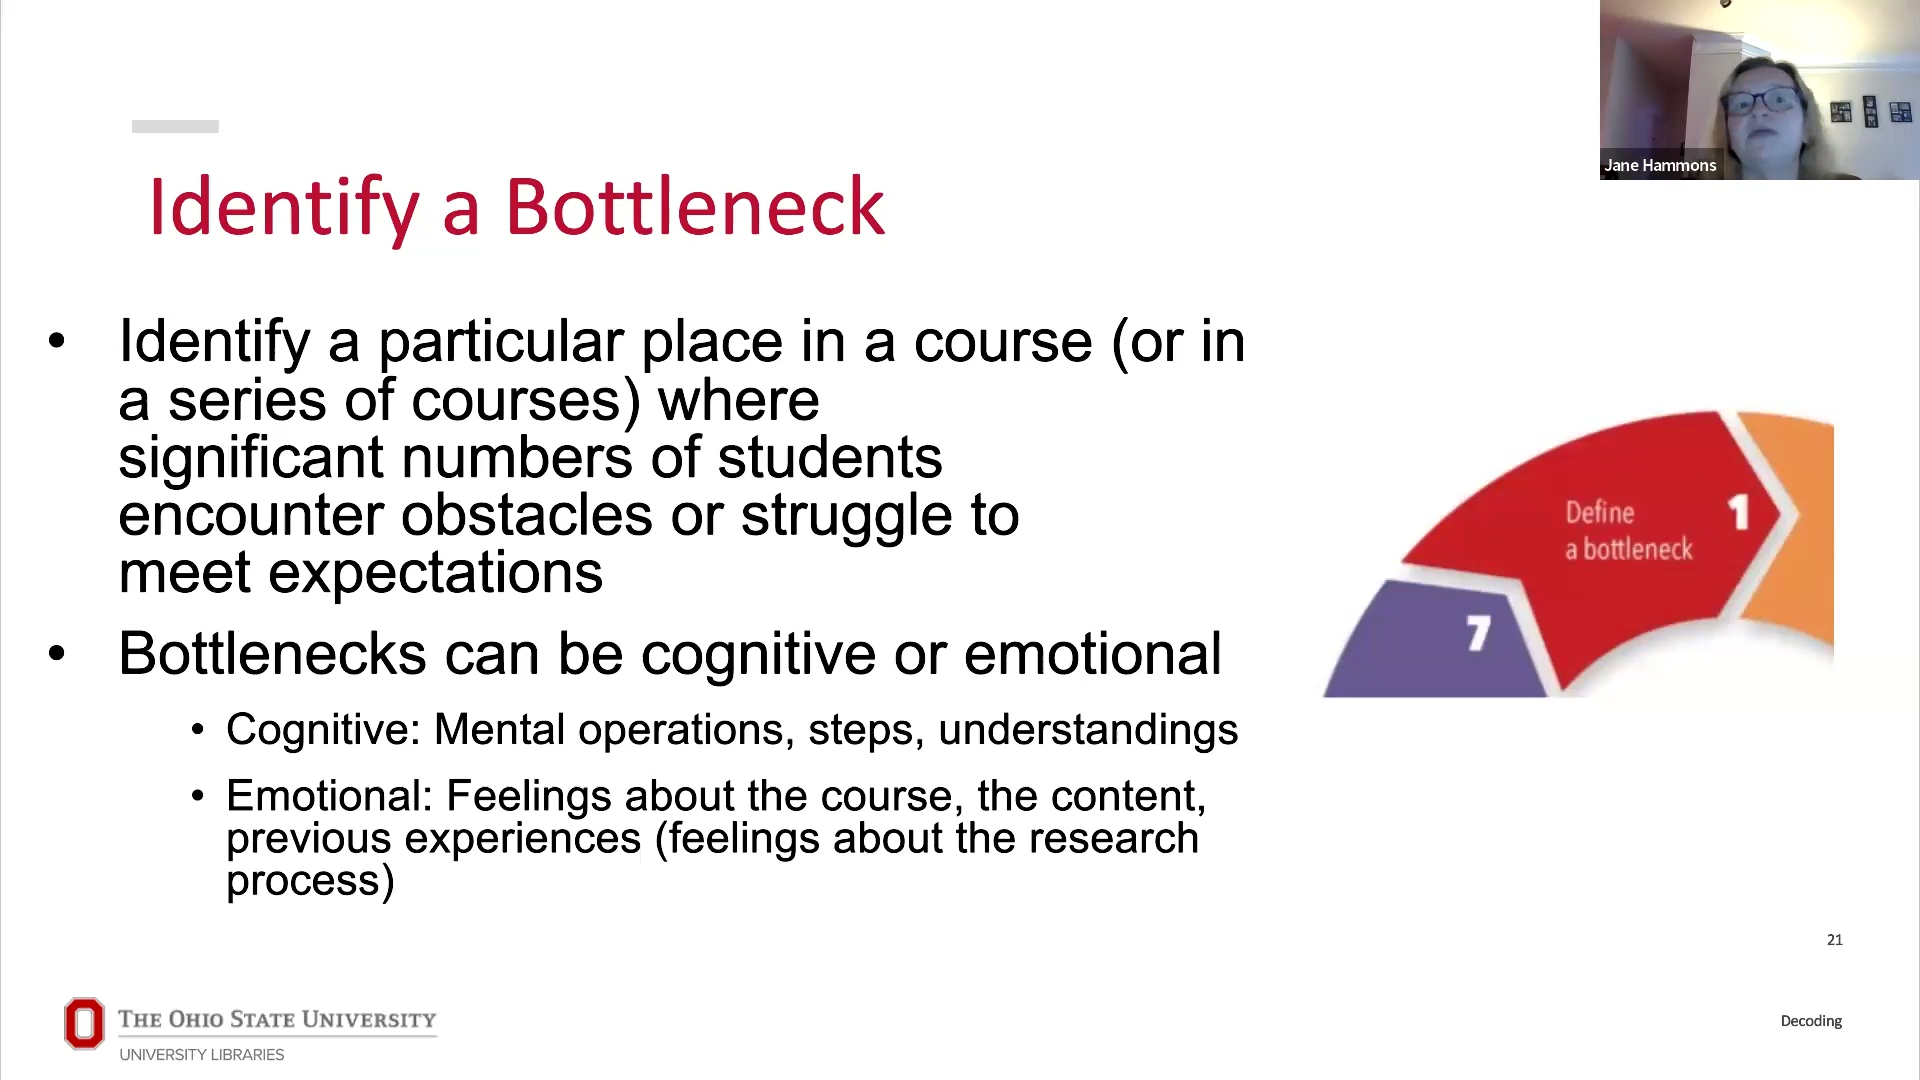 Jane Hammons
Identify a Bottleneck
• Identify a particular place in a course (or in
a series of courses) where
significant numbers of students
encounter obstacles or struggle to
meet expectations
• Bottlenecks can be cognitive or emotional
• Cognitive: Mental operations, steps, understandings
• Emotional: Feelings about the course, the content,
previous experiences (feelings about the research
process)
Define
a bottleneck
1
7
21
THE OHIO STATE UNIVERSITY
UNIVERSITY LIBRARIES
Decoding